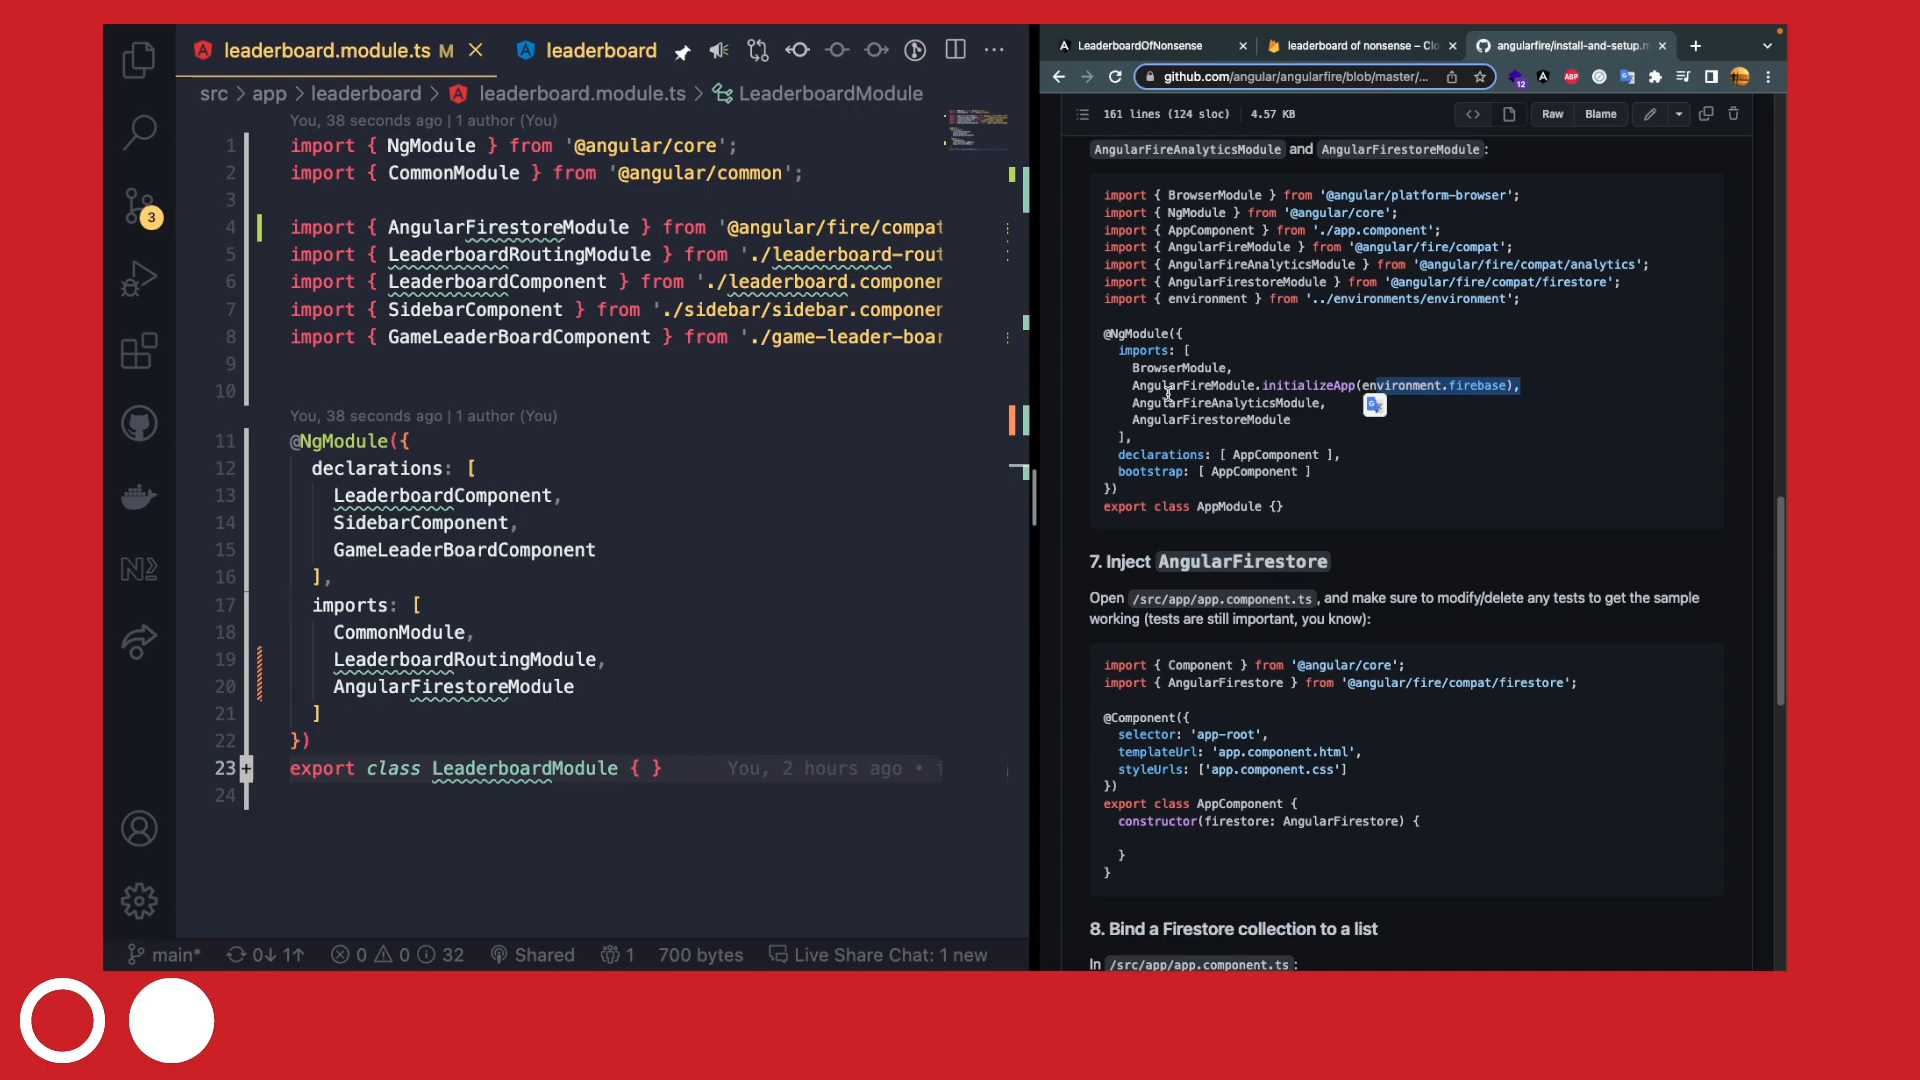 leaderboard.module.ts M
leaderboard
src > app > leaderboard > leaderboard.module.ts > LeaderboardModule
You, 38 seconds ago | 1 author (You)
1 import { NgModule } from '@angular/core';
2 import { CommonModule } from '@angular/common';
3
4 import { AngularFirestoreModule } from '@angular/fire/compat
5 import { LeaderboardRoutingModule } from './leaderboard-rout
6 import { LeaderboardComponent } from './leaderboard.componen
7 import { SidebarComponent } from './sidebar/sidebar.componen
8 import { GameLeaderBoardComponent } from './game-leader-boar
9
10
You, 38 seconds ago | 1 author (You)
11 @NgModule({
12 declarations: [
13 LeaderboardComponent,
14 SidebarComponent,
15 GameLeaderBoardComponent
16 ],
17 imports: [
18 CommonModule,
19 LeaderboardRoutingModule,
20 AngularFirestoreModule
21 ]
22 })
23 export class LeaderboardModule { } You, 2 hours ago •
24
3
main* 0↓ 1↑ 0 0 32 Shared 1 700 bytes Live Share Chat: 1 new
LeaderboardOfNonsense
leaderboard of nonsense – Clo
angularfire/install-and-setup.m
github.com/angular/angularfire/blob/master/...
12
ABP
161 lines (124 sloc) 4.57 KB
Raw
Blame
AngularFireAnalyticsModule and AngularFirestoreModule:
import { BrowserModule } from '@angular/platform-browser';
import { NgModule } from '@angular/core';
import { AppComponent } from './app.component';
import { AngularFireModule } from '@angular/fire/compat';
import { AngularFireAnalyticsModule } from '@angular/fire/compat/analytics';
import { AngularFirestoreModule } from '@angular/fire/compat/firestore';
import { environment } from '../environments/environment';
@NgModule({
imports: [
BrowserModule,
AngularFireModule.initializeApp(environment.firebase),
AngularFireAnalyticsModule,
AngularFirestoreModule
],
declarations: [ AppComponent ],
bootstrap: [ AppComponent ]
})
export class AppModule {}
7. Inject AngularFirestore
Open /src/app/app.component.ts, and make sure to modify/delete any tests to get the sample
working (tests are still important, you know):
import { Component } from '@angular/core';
import { AngularFirestore } from '@angular/fire/compat/firestore';
@Component({
selector: 'app-root',
templateUrl: 'app.component.html',
styleUrls: ['app.component.css']
})
export class AppComponent {
constructor(firestore: AngularFirestore) {
}
}
8. Bind a Firestore collection to a list
In /src/app/app.component.ts: